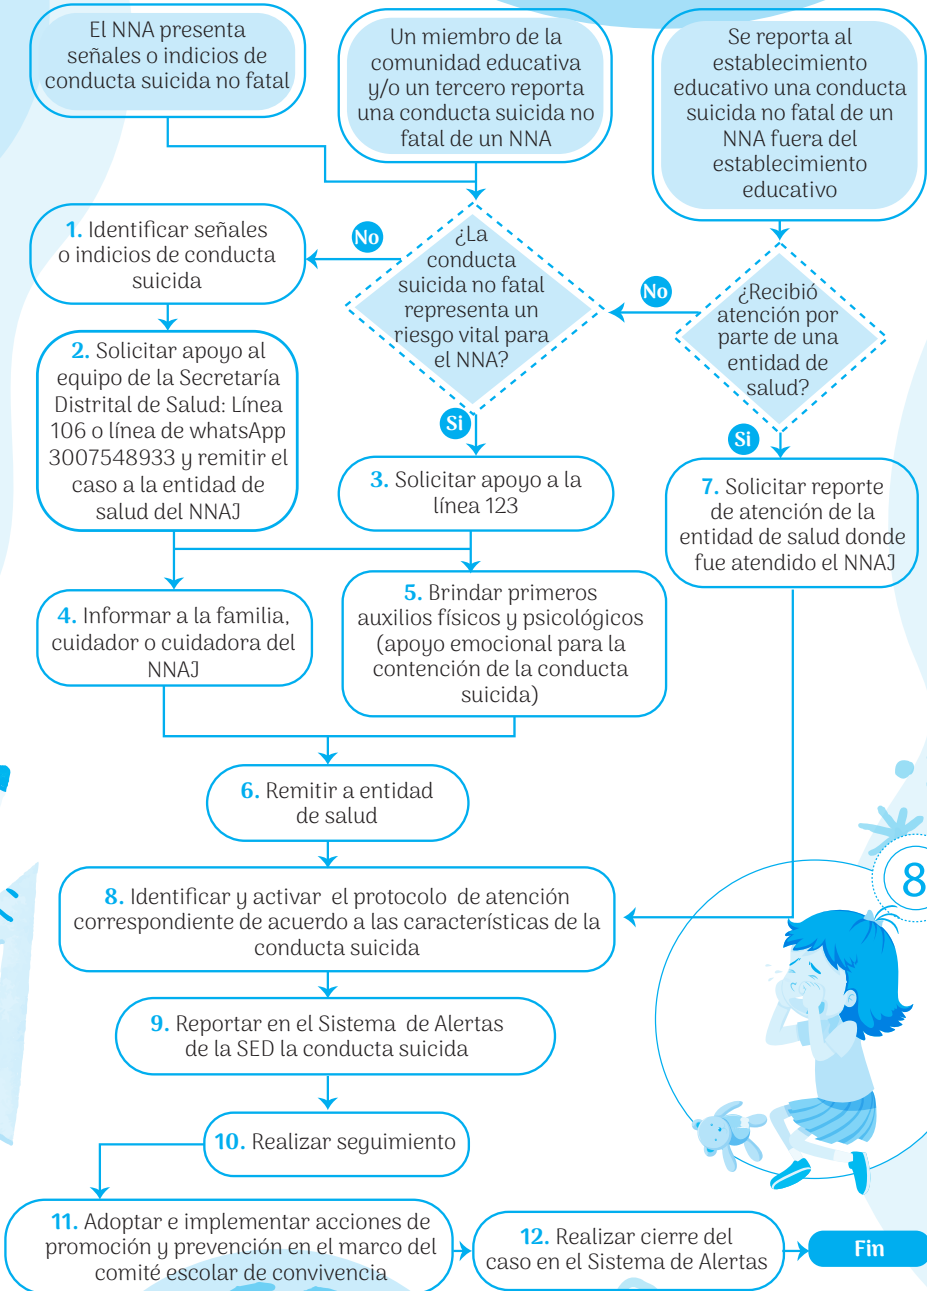 El NNA presenta
señales o indicios de
conducta suicida no fatal
Un miembro de la
comunidad educativa
y/o un tercero reporta
una conducta suicida no
fatal de un NNA
Se reporta al
establecimiento
educativo una conducta
suicida no fatal de un
NNA fuera del
establecimiento
educativo
1. Identificar señales
o indicios de conducta
suicida
No
¿La
conducta
suicida no fatal
representa un
riesgo vital para
el NNA?
No
¿Recibió
atención por
parte de una
entidad de
salud?
2. Solicitar apoyo al
equipo de la Secretaría
Distrital de Salud: Línea
106 o línea de whatsApp
3007548933 y remitir el
caso a la entidad de
salud del NNAJ
Si
Si
3. Solicitar apoyo a la
línea 123
7. Solicitar reporte
de atención de la
entidad de salud donde
fue atendido el NNAJ
4. Informar a la familia,
cuidador o cuidadora del
NNAJ
5. Brindar primeros
auxilios físicos y psicológicos
(apoyo emocional para la
contención de la conducta
suicida)
6. Remitir a entidad
de salud
8. Identificar y activar el protocolo de atención
correspondiente de acuerdo a las características de la
conducta suicida
8
9. Reportar en el Sistema de Alertas
de la SED la conducta suicida
10. Realizar seguimiento
11. Adoptar e implementar acciones de
promoción y prevención en el marco del
comité escolar de convivencia
12. Realizar cierre del
caso en el Sistema de Alertas
Fin